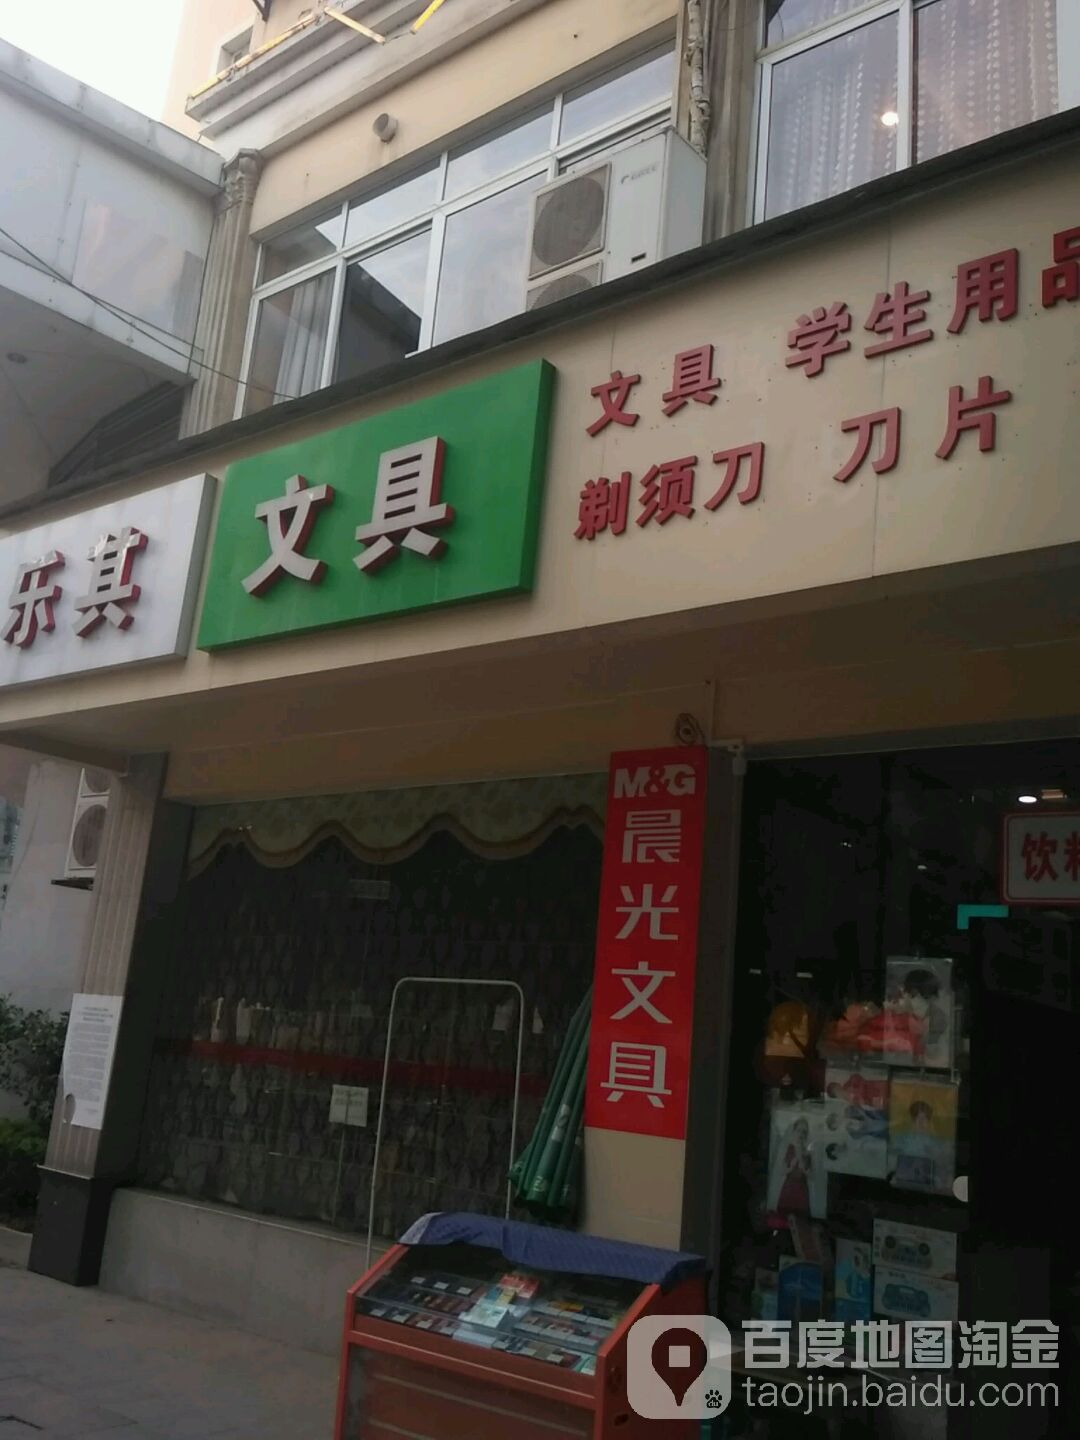 文具 学生用品
剃须刀 刀片
乐其 文具
M&G
晨光文具
饮料
百度地图淘金
taojin.baidu.com